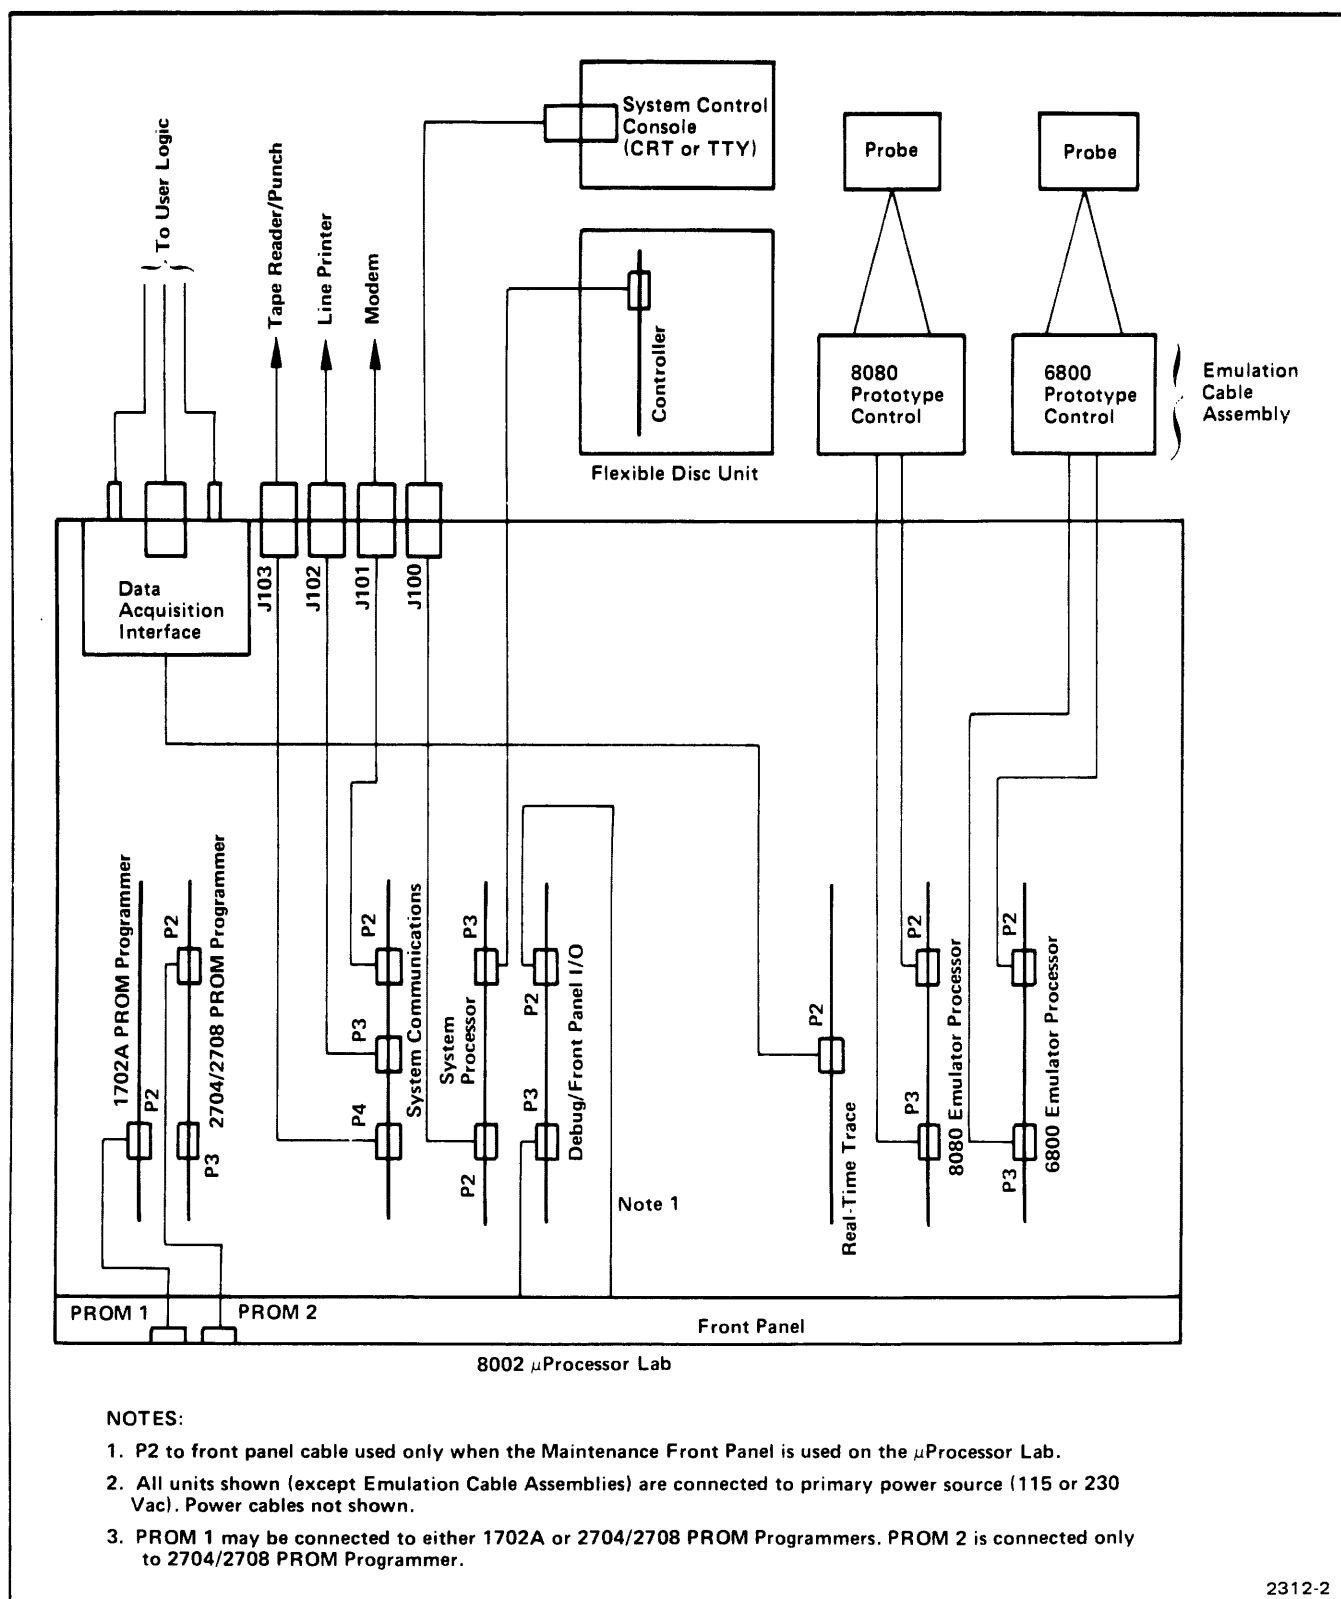 System Control
Console
(CRT or TTY)
Probe
Probe
To User Logic
Tape Reader/Punch
Line Printer
Modem
Controller
Flexible Disc Unit
8080
Prototype
Control
6800
Prototype
Control
Emulation
Cable
Assembly
Data
Acquisition
Interface
J103
J102
J101
J100
1702A PROM Programmer
P2
P2
P3
2704/2708 PROM Programmer
P2
P3
P4
System Communications
P3
System
Processor
P2
P2
P3
Debug/Front Panel I/O
Note 1
P2
Real-Time Trace
P2
P3
8080 Emulator Processor
P2
P3
6800 Emulator Processor
PROM 1
PROM 2
Front Panel
8002 μProcessor Lab
NOTES:
1. P2 to front panel cable used only when the Maintenance Front Panel is used on the μProcessor Lab.
2. All units shown (except Emulation Cable Assemblies) are connected to primary power source (115 or 230
Vac). Power cables not shown.
3. PROM 1 may be connected to either 1702A or 2704/2708 PROM Programmers. PROM 2 is connected only
to 2704/2708 PROM Programmer.
2312-2